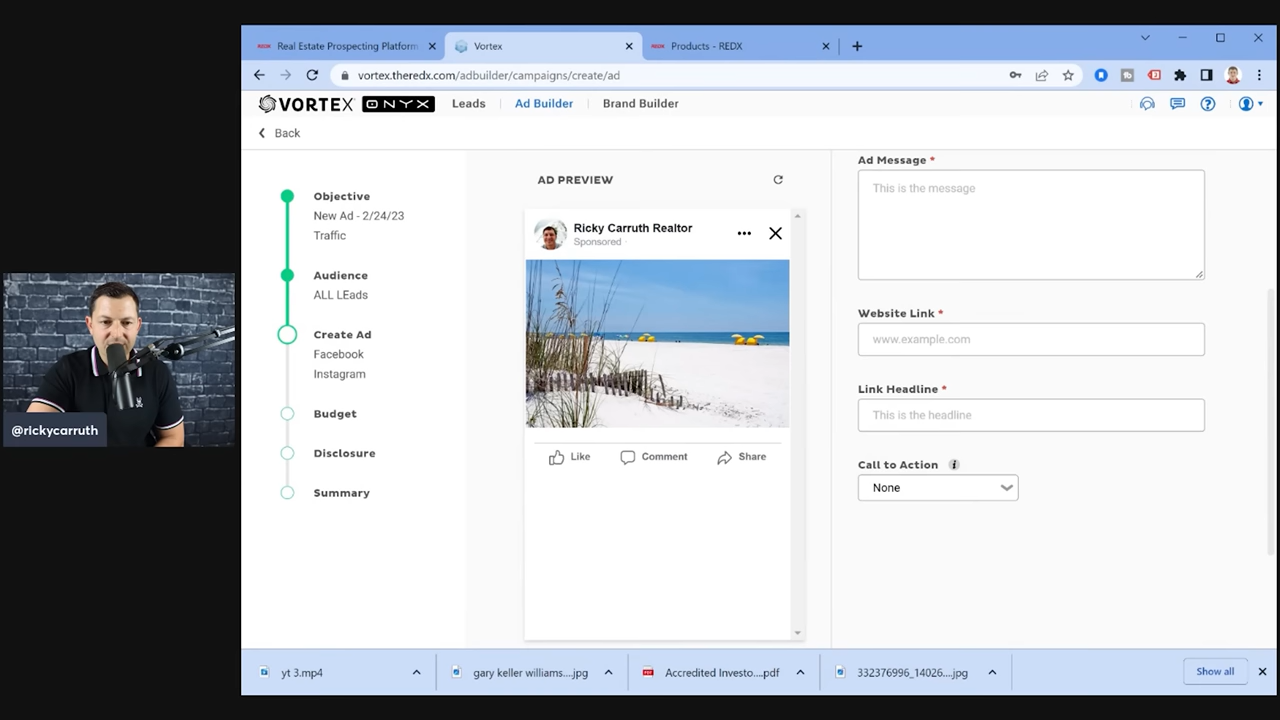 Real Estate Prospecting Platform
Vortex
Products - REDX
vortex.theredx.com/adbuilder/campaigns/create/ad
VORTEX ONYX
Leads
Ad Builder
Brand Builder
Back
Objective
New Ad - 2/24/23
Traffic
Audience
ALL LEads
Create Ad
Facebook
Instagram
Budget
Disclosure
Summary
AD PREVIEW
Ricky Carruth Realtor
Sponsored ·
Like
Comment
Share
Ad Message *
This is the message
Website Link *
www.example.com
Link Headline *
This is the headline
Call to Action
None
@rickycarruth
yt 3.mp4
gary keller williams....jpg
Accredited Investo....pdf
332376996_14026....jpg
Show all